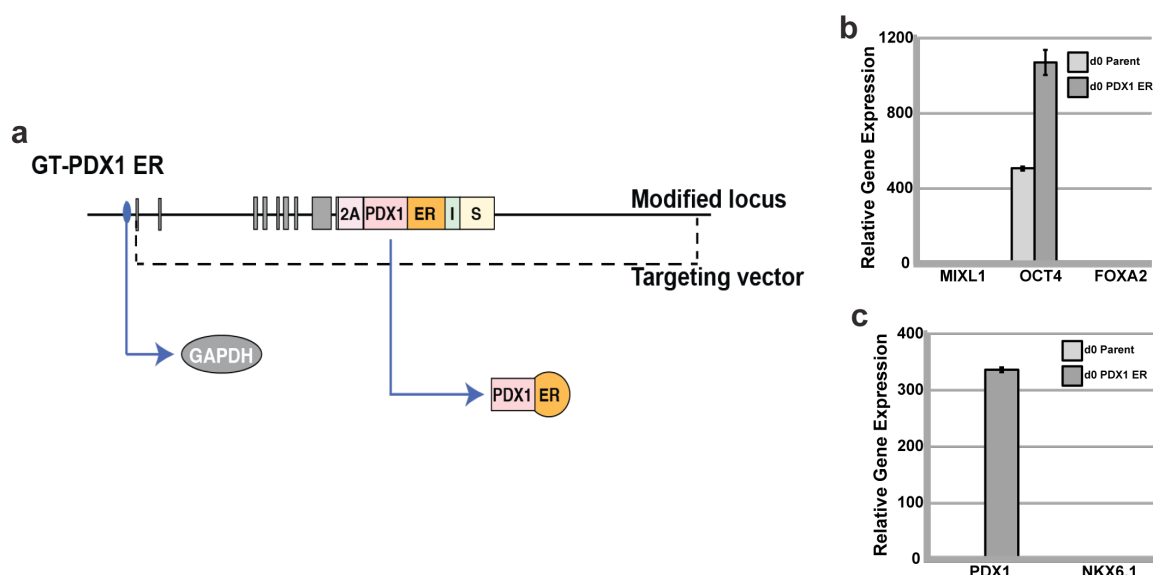 a
GT-PDX1 ER
2A PDX1 ER I S
Modified locus
Targeting vector
GAPDH
PDX1 ER
b
Relative Gene Expression
1200
800
400
0
d0 Parent
d0 PDX1 ER
MIXL1 OCT4 FOXA2
c
Relative Gene Expression
400
300
200
100
0
d0 Parent
d0 PDX1 ER
PDX1 NKX6.1